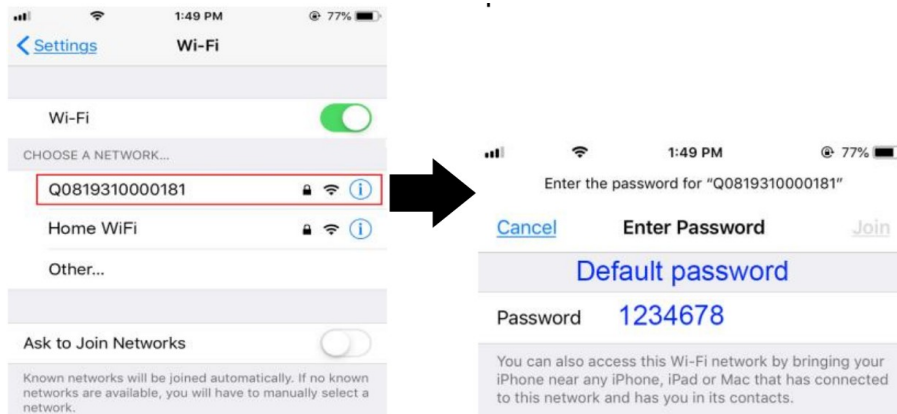 1:49 PM
77%
Settings
Wi-Fi
Wi-Fi
CHOOSE A NETWORK...
Q0819310000181
Home WiFi
Other...
Ask to Join Networks
Known networks will be joined automatically. If no known
networks are available, you will have to manually select a
network.
1:49 PM
77%
Enter the password for “Q0819310000181”
Cancel
Enter Password
Join
Default password
Password
1234678
You can also access this Wi-Fi network by bringing your
iPhone near any iPhone, iPad or Mac that has connected
to this network and has you in its contacts.